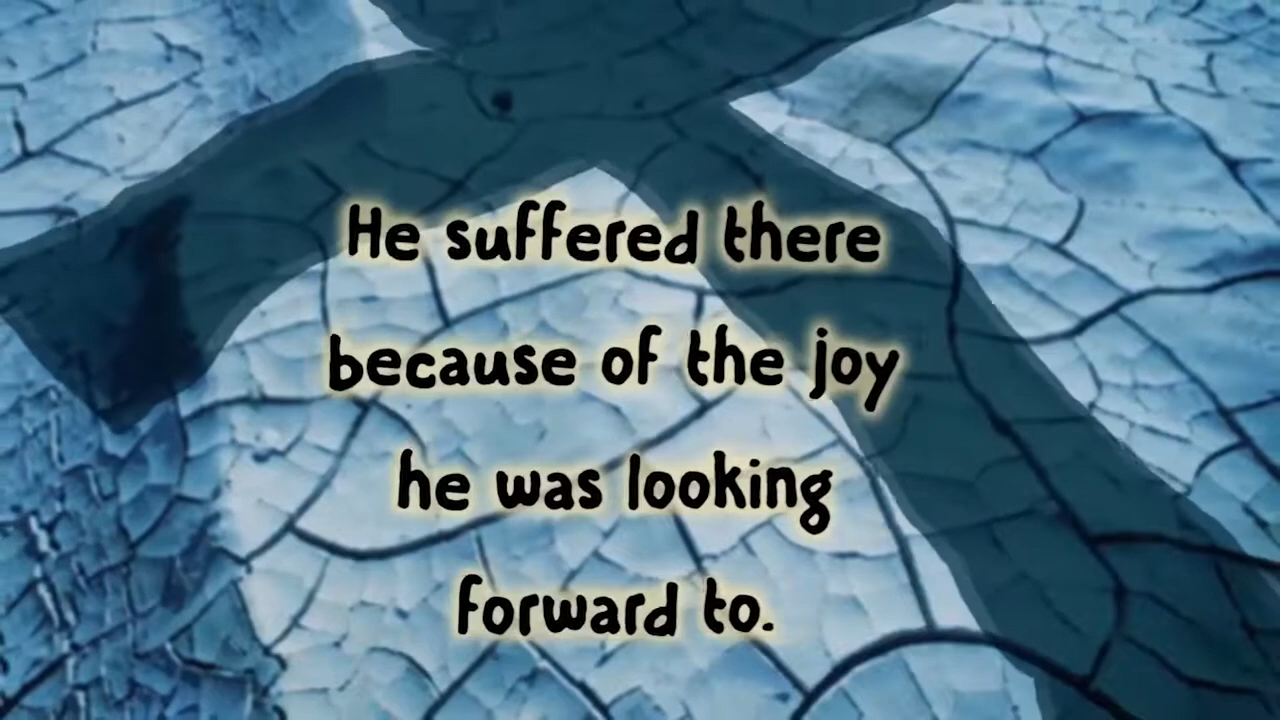 He suffered there
because of the joy
he was looking
forward to.